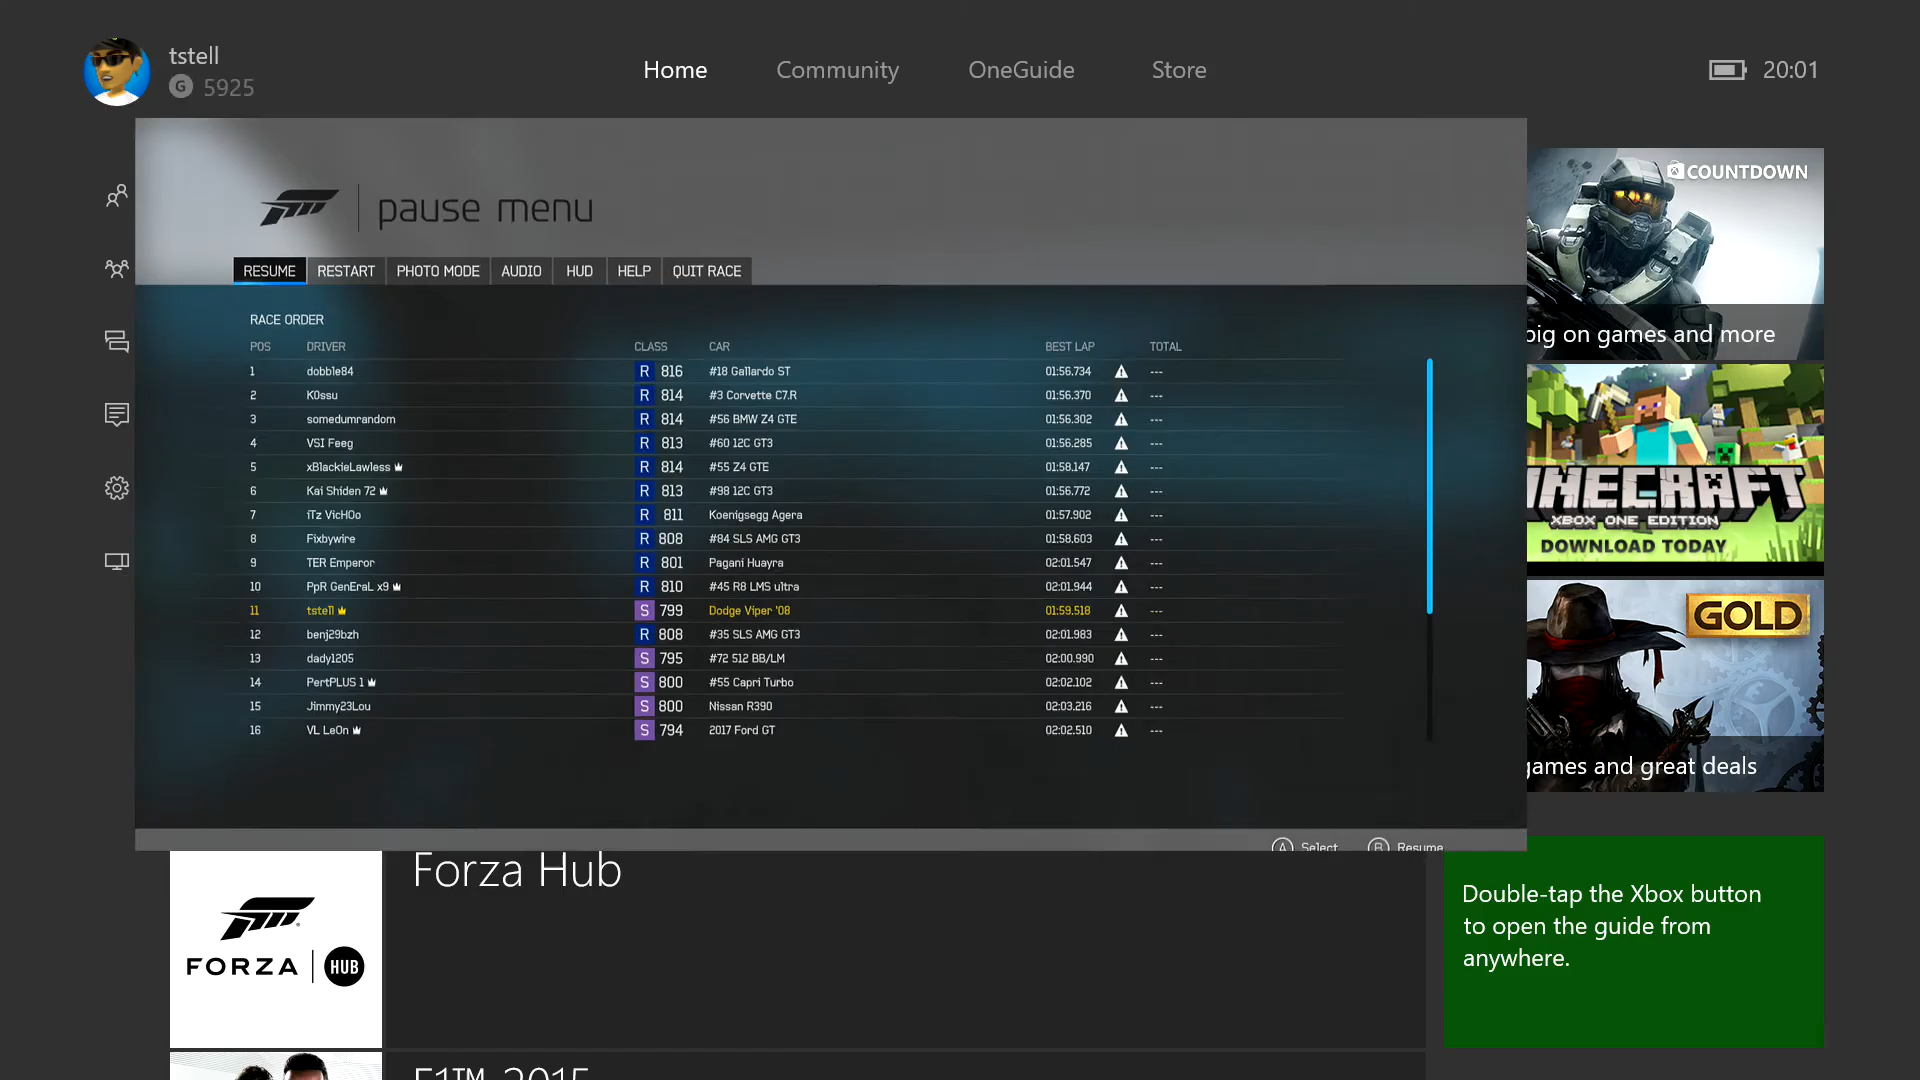 tstell
G 5925
Home Community OneGuide Store
20:01
pause menu
RESUME RESTART PHOTO MODE AUDIO HUD HELP QUIT RACE
RACE ORDER
POS DRIVER CLASS CAR BEST LAP TOTAL
1 dobble84 R 816 #18 Gallardo ST 01:56.734 ---
2 K0ssu R 814 #3 Corvette C7.R 01:56.370 ---
3 somedumrandom R 814 #56 BMW Z4 GTE 01:56.302 ---
4 VSI Feeg R 813 #60 12C GT3 01:56.285 ---
5 xBlackieLawless R 814 #55 Z4 GTE 01:58.147 ---
6 Kai Shiden 72 R 813 #98 12C GT3 01:56.772 ---
7 iTz VicHOo R 811 Koenigsegg Agera 01:57.902 ---
8 Fixbywire R 808 #84 SLS AMG GT3 01:58.603 ---
9 TER Emperor R 801 Pagani Huayra 02:01.547 ---
10 PpR GenEraL x9 R 810 #45 R8 LMS ultra 02:01.944 ---
11 tstell S 799 Dodge Viper '08 01:59.518 ---
12 benj29bzh R 808 #35 SLS AMG GT3 02:01.983 ---
13 dady1205 S 795 #72 512 BB/LM 02:00.990 ---
14 PertPLUS 1 S 800 #55 Capri Turbo 02:02.102 ---
15 Jimmy23Lou S 800 Nissan R390 02:03.216 ---
16 VL LeOn S 794 2017 Ford GT 02:02.510 ---
A Select B Resume
COUNTDOWN
big on games and more
MINECRAFT
XBOX ONE EDITION
DOWNLOAD TODAY
GOLD
games and great deals
Forza Hub
FORZA HUB
Double-tap the Xbox button
to open the guide from
anywhere.
F1™ 2015